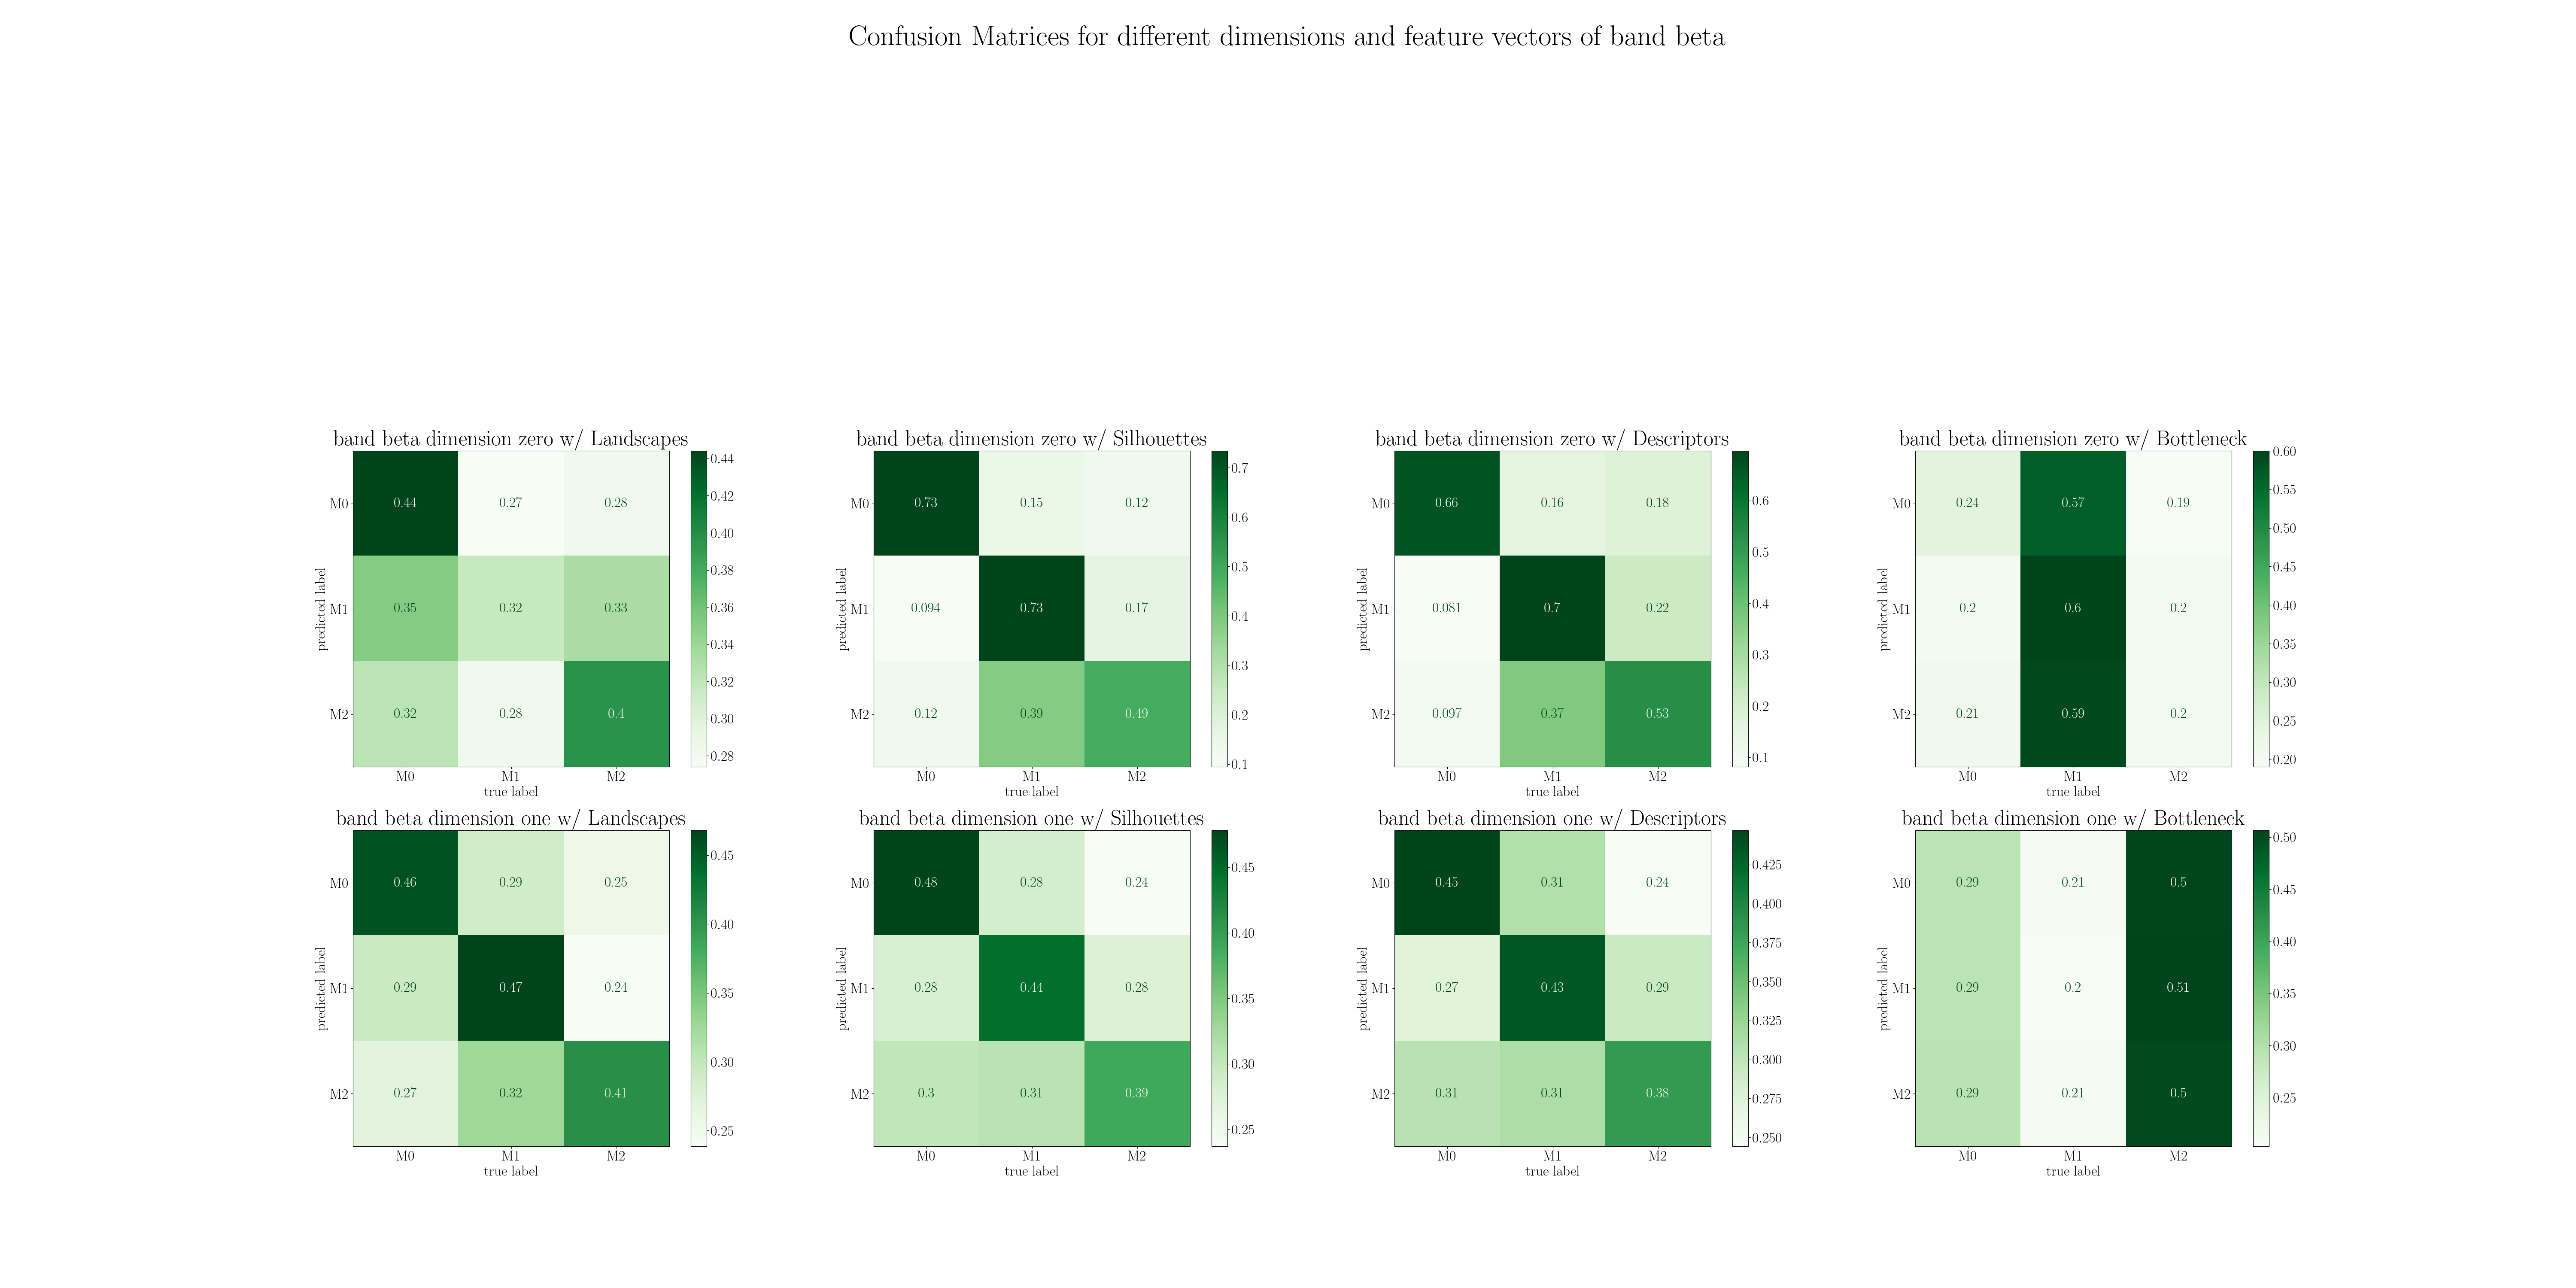 Confusion Matrices for different dimensions and feature vectors of band beta
band beta dimension zero w/ Landscapes
M0 0.44 0.27 0.28
M1 0.35 0.32 0.33
M2 0.32 0.28 0.4
M0 M1 M2
true label
predicted label
0.44
0.42
0.40
0.38
0.36
0.34
0.32
0.30
0.28
band beta dimension zero w/ Silhouettes
M0 0.73 0.15 0.12
M1 0.094 0.73 0.17
M2 0.12 0.39 0.49
M0 M1 M2
true label
predicted label
0.7
0.6
0.5
0.4
0.3
0.2
0.1
band beta dimension zero w/ Descriptors
M0 0.66 0.16 0.18
M1 0.081 0.7 0.22
M2 0.097 0.37 0.53
M0 M1 M2
true label
predicted label
0.6
0.5
0.4
0.3
0.2
0.1
band beta dimension zero w/ Bottleneck
M0 0.24 0.57 0.19
M1 0.2 0.6 0.2
M2 0.21 0.59 0.2
M0 M1 M2
true label
predicted label
0.60
0.55
0.50
0.45
0.40
0.35
0.30
0.25
0.20
band beta dimension one w/ Landscapes
M0 0.46 0.29 0.25
M1 0.29 0.47 0.24
M2 0.27 0.32 0.41
M0 M1 M2
true label
predicted label
0.45
0.40
0.35
0.30
0.25
band beta dimension one w/ Silhouettes
M0 0.48 0.28 0.24
M1 0.28 0.44 0.28
M2 0.3 0.31 0.39
M0 M1 M2
true label
predicted label
0.45
0.40
0.35
0.30
0.25
band beta dimension one w/ Descriptors
M0 0.45 0.31 0.24
M1 0.27 0.43 0.29
M2 0.31 0.31 0.38
M0 M1 M2
true label
predicted label
0.425
0.400
0.375
0.350
0.325
0.300
0.275
0.250
band beta dimension one w/ Bottleneck
M0 0.29 0.21 0.5
M1 0.29 0.2 0.51
M2 0.29 0.21 0.5
M0 M1 M2
true label
predicted label
0.50
0.45
0.40
0.35
0.30
0.25